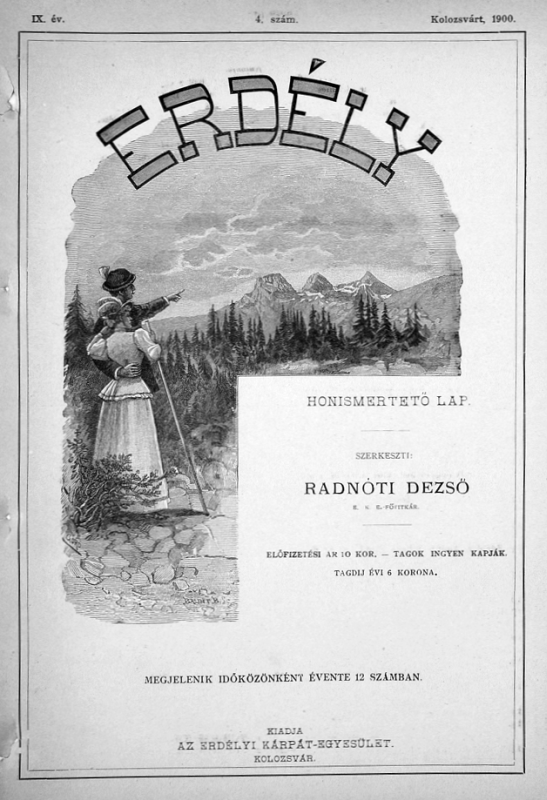 IX. év.
4. szám.
Kolozsvárt, 1900.
ERDÉLY
HONISMERTETŐ LAP.
SZERKESZTI:
RADNÓTI DEZSŐ
E. K. E.-FŐTITKÁR.
ELŐFIZETÉSI ÁR 10 KOR. — TAGOK INGYEN KAPJÁK.
TAGDIJ ÉVI 6 KORONA.
MEGJELENIK IDŐKÖZÖNKÉNT ÉVENTE 12 SZÁMBAN.
KIADJA
AZ ERDÉLYI KÁRPÁT-EGYESÜLET.
KOLOZSVÁR.